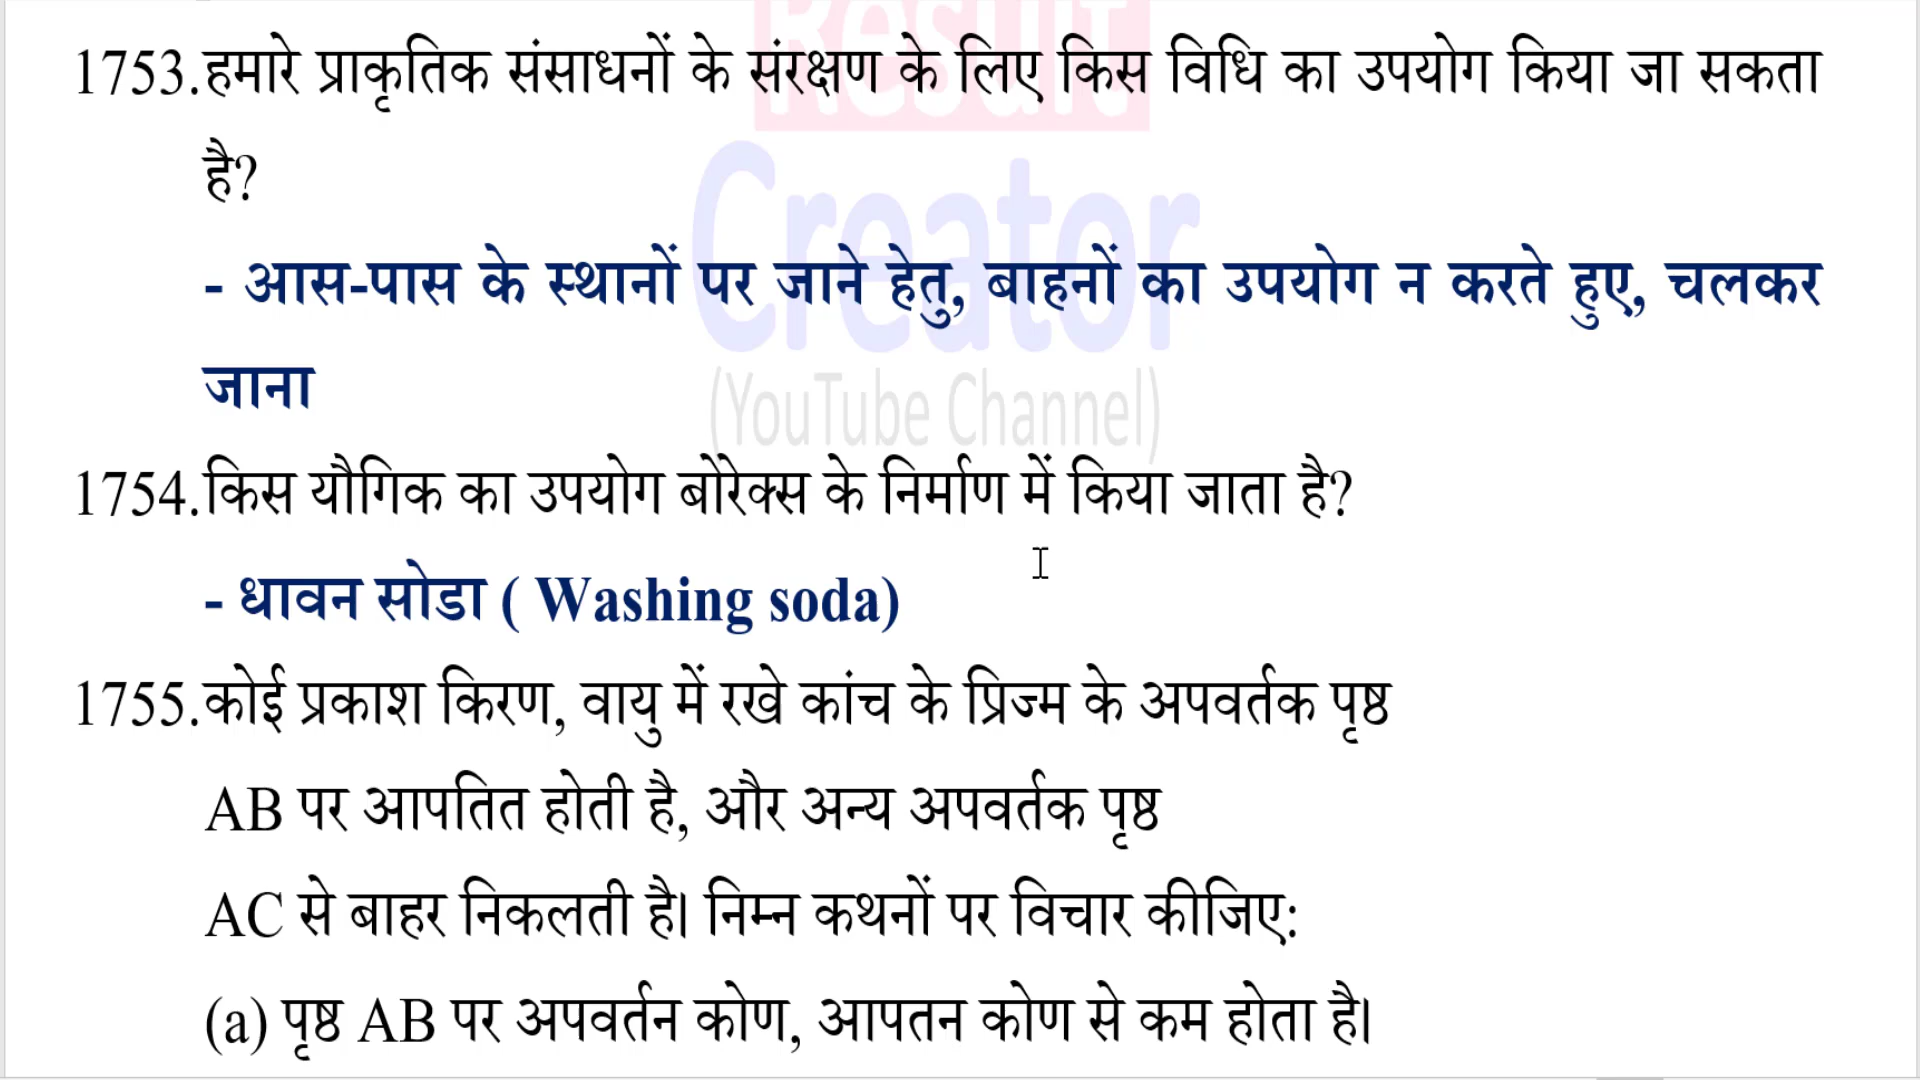 Result
1753.हमारे प्राकृतिक संसाधनों के संरक्षण के लिए किस विधि का उपयोग किया जा सकता
है?
Creator
- आस-पास के स्थानों पर जाने हेतु, बाहनों का उपयोग न करते हुए, चलकर
जाना
(YouTube Channel)
1754.किस यौगिक का उपयोग बोरेक्स के निर्माण में किया जाता है?
- धावन सोडा ( Washing soda)
1755.कोई प्रकाश किरण, वायु में रखे कांच के प्रिज्म के अपवर्तक पृष्ठ
AB पर आपतित होती है, और अन्य अपवर्तक पृष्ठ
AC से बाहर निकलती है। निम्न कथनों पर विचार कीजिए:
(a) पृष्ठ AB पर अपवर्तन कोण, आपतन कोण से कम होता है।